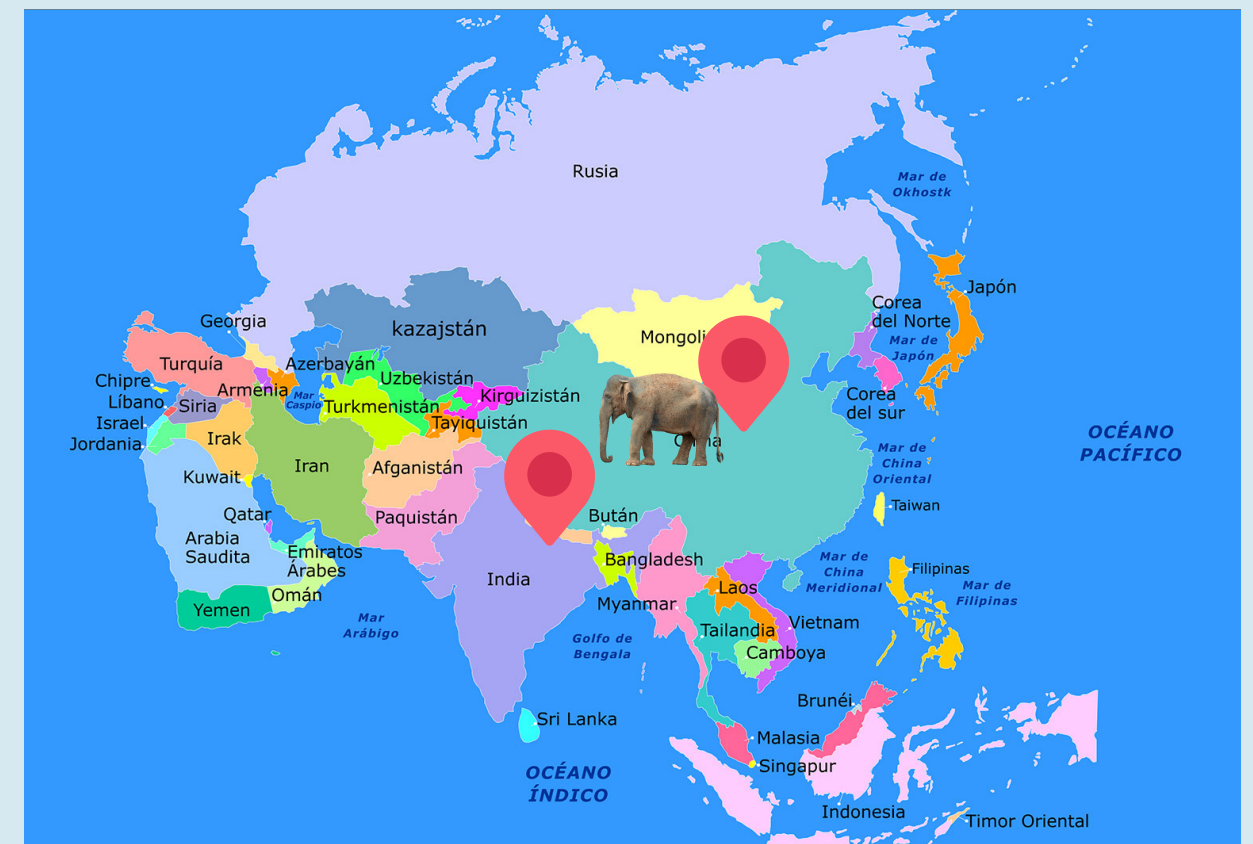 Rusia
Mar de
Okhostk
Japón
Corea
del Norte
Mar de
Japón
Corea
del sur
Georgia
kazajstán
Turquía
Azerbayán
Uzbekistán
Chipre
Armenia
Mar
Caspio
Turkmenistán
Kirguizistán
Líbano
Siria
Tayiquistán
Israel
Jordania
Irak
Iran
Afganistán
Kuwait
Qatar
Paquistán
Bután
Arabia
Saudita
Emiratos
Árabes
Omán
Yemen
Mar
Arábigo
India
Bangladesh
Myanmar
Golfo de
Bengala
Laos
Tailandia
Vietnam
Camboya
Mar de
China
Oriental
Taiwan
Mar de
China
Meridional
Filipinas
Mar de
Filipinas
OCÉANO
PACÍFICO
Sri Lanka
OCÉANO
ÍNDICO
Brunéi
Malasia
Singapur
Indonesia
Timor Oriental